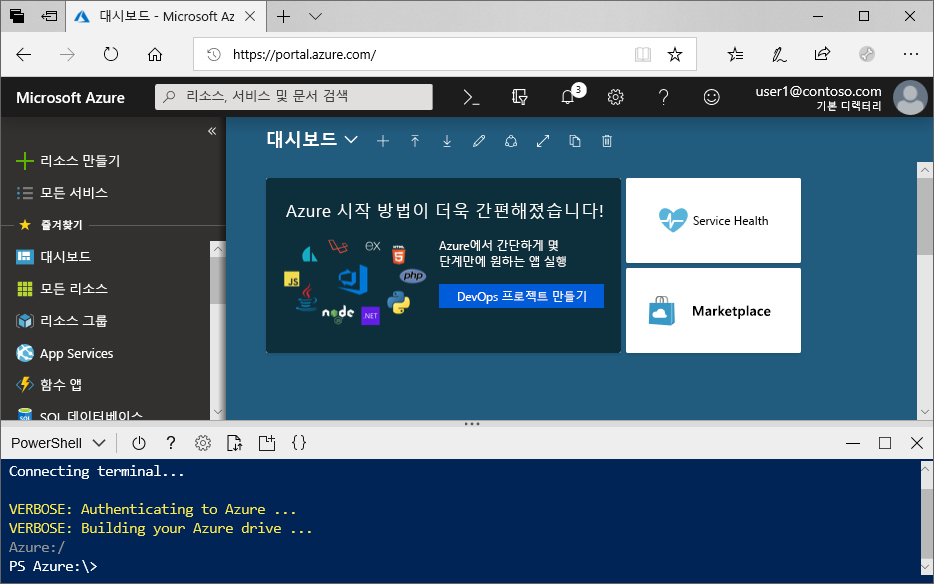 대시보드 - Microsoft Az
https://portal.azure.com/
Microsoft Azure
리소스, 서비스 및 문서 검색
3
user1@contoso.com
기본 디렉터리
리소스 만들기
모든 서비스
즐겨찾기
대시보드
모든 리소스
리소스 그룹
App Services
함수 앱
SQL 데이터베이스
대시보드
Azure 시작 방법이 더욱 간편해졌습니다!
Azure에서 간단하게 몇
단계만에 원하는 앱 실행
DevOps 프로젝트 만들기
ex
HTML
JS
php
node
.NET
Service Health
Marketplace
PowerShell
?
{}
Connecting terminal...
VERBOSE: Authenticating to Azure ...
VERBOSE: Building your Azure drive ...
Azure:/
PS Azure:\>